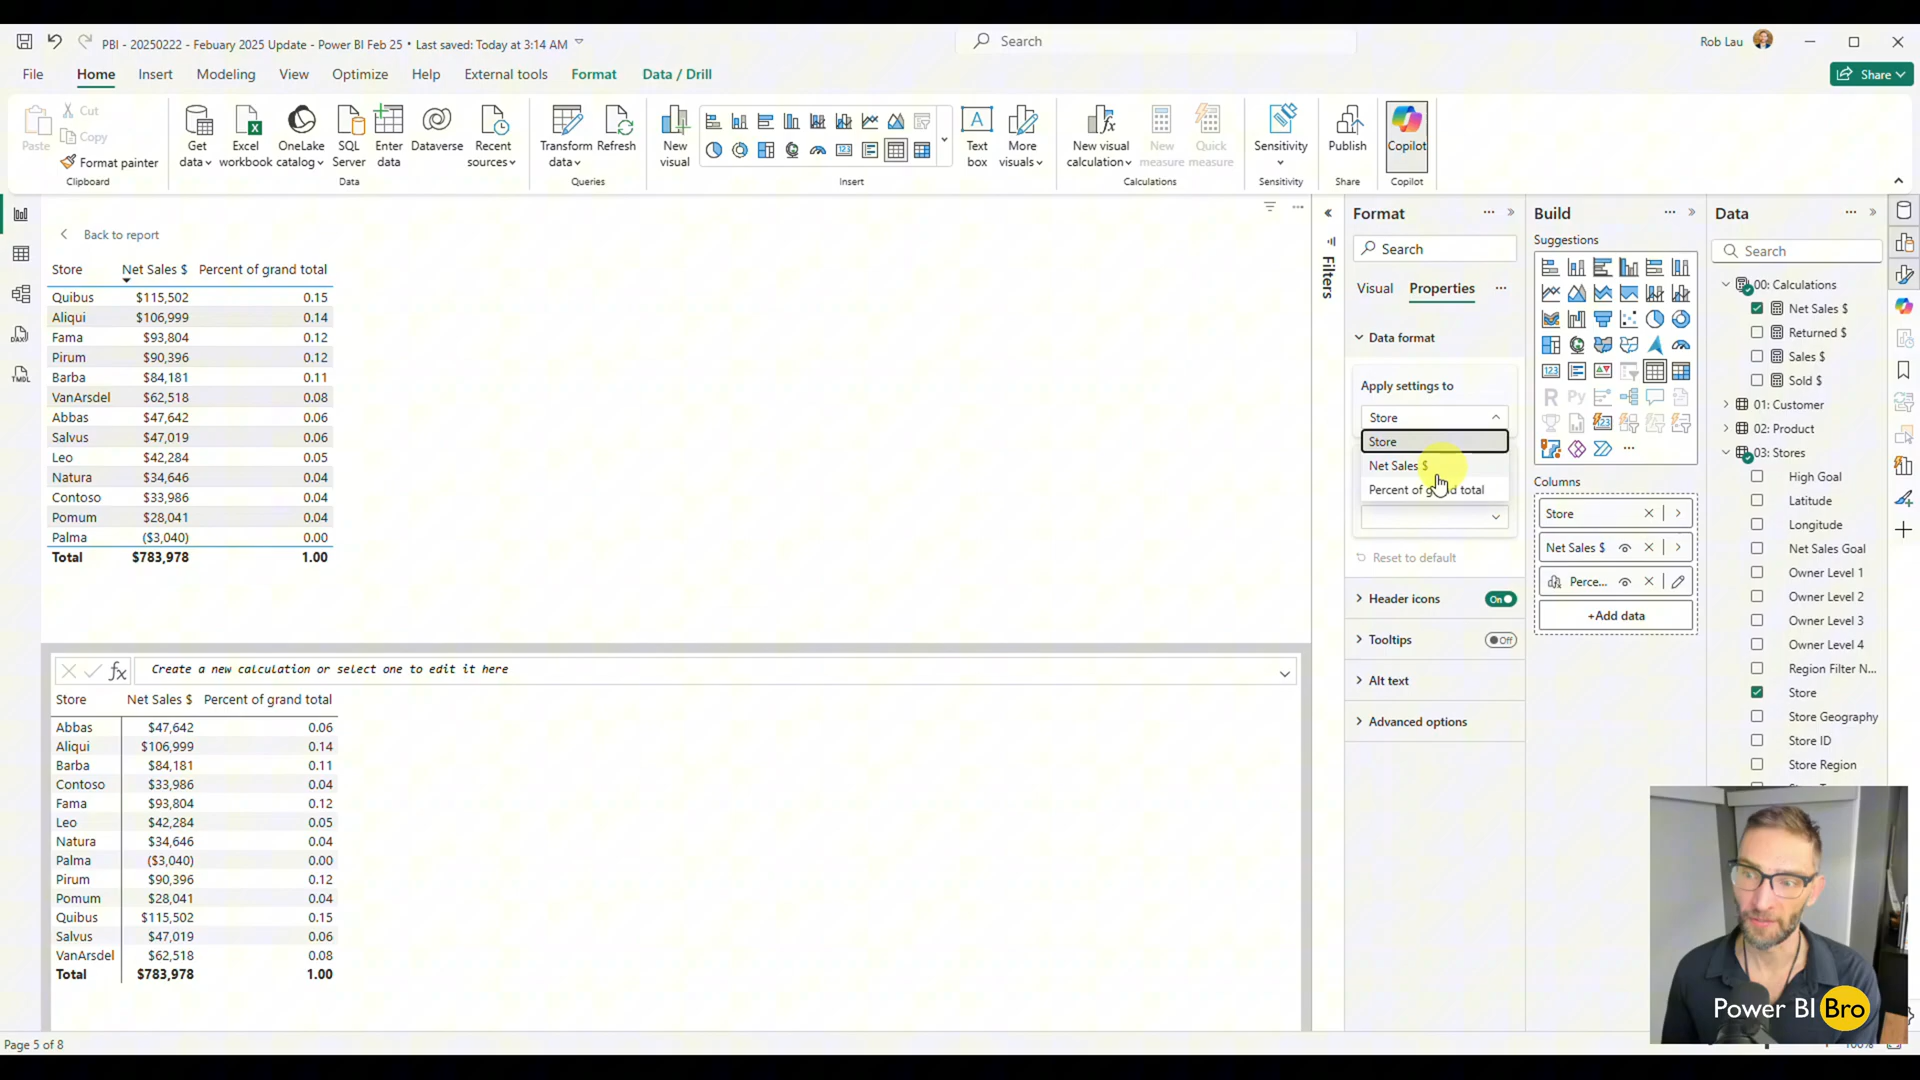 PBI - 20250222 - Febuary 2025 Update - Power BI Feb 25 • Last saved: Today at 3:14 AM
Search
Rob Lau
File Home Insert Modeling View Optimize Help External tools Format Data / Drill
Share
Paste
Cut
Copy
Format painter
Clipboard
Get data
Excel workbook
OneLake catalog
SQL Server
Enter data
Dataverse
Recent sources
Data
Transform data
Refresh
Queries
New visual
Text box
More visuals
Insert
New visual calculation
New measure
Quick measure
Calculations
Sensitivity
Sensitivity
Publish
Share
Copilot
Copilot
Back to report
Store Net Sales $ Percent of grand total
Quibus $115,502 0.15
Aliqui $106,999 0.14
Fama $93,804 0.12
Pirum $90,396 0.12
Barba $84,181 0.11
VanArsdel $62,518 0.08
Abbas $47,642 0.06
Salvus $47,019 0.06
Leo $42,284 0.05
Natura $34,646 0.04
Contoso $33,986 0.04
Pomum $28,041 0.04
Palma ($3,040) 0.00
Total $783,978 1.00
Create a new calculation or select one to edit it here
Store Net Sales $ Percent of grand total
Abbas $47,642 0.06
Aliqui $106,999 0.14
Barba $84,181 0.11
Contoso $33,986 0.04
Fama $93,804 0.12
Leo $42,284 0.05
Natura $34,646 0.04
Palma ($3,040) 0.00
Pirum $90,396 0.12
Pomum $28,041 0.04
Quibus $115,502 0.15
Salvus $47,019 0.06
VanArsdel $62,518 0.08
Total $783,978 1.00
Page 5 of 8
DAX
TMDL
Filters
Format
Search
Visual Properties
Data format
Apply settings to
Store
Store
Net Sales $
Percent of total
Reset to default
Header icons On
Tooltips Off
Alt text
Advanced options
Build
Suggestions
123
R Py
Columns
Store
Net Sales $
Perce...
+Add data
Data
Search
00: Calculations
Net Sales $
Returned $
Sales $
Sold $
01: Customer
02: Product
03: Stores
High Goal
Latitude
Longitude
Net Sales Goal
Owner Level 1
Owner Level 2
Owner Level 3
Owner Level 4
Region Filter N...
Store
Store Geography
Store ID
Store Region
Power BI Bro
100%